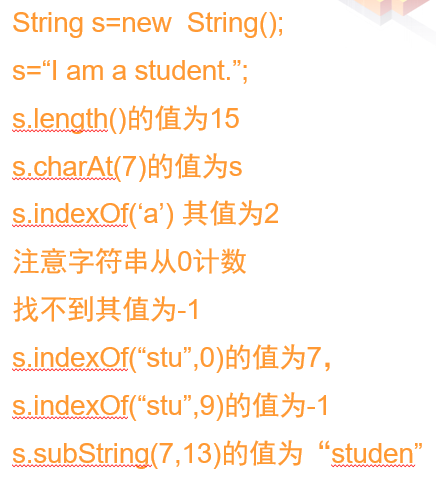 String s=new  String();
s=“I am a student.”;
s.length()的值为15
s.charAt(7)的值为s
s.indexOf(‘a’) 其值为2
注意字符串从0计数
找不到其值为-1
s.indexOf(“stu”,0)的值为7，
s.indexOf(“stu”,9)的值为-1
s.subString(7,13)的值为“studen”